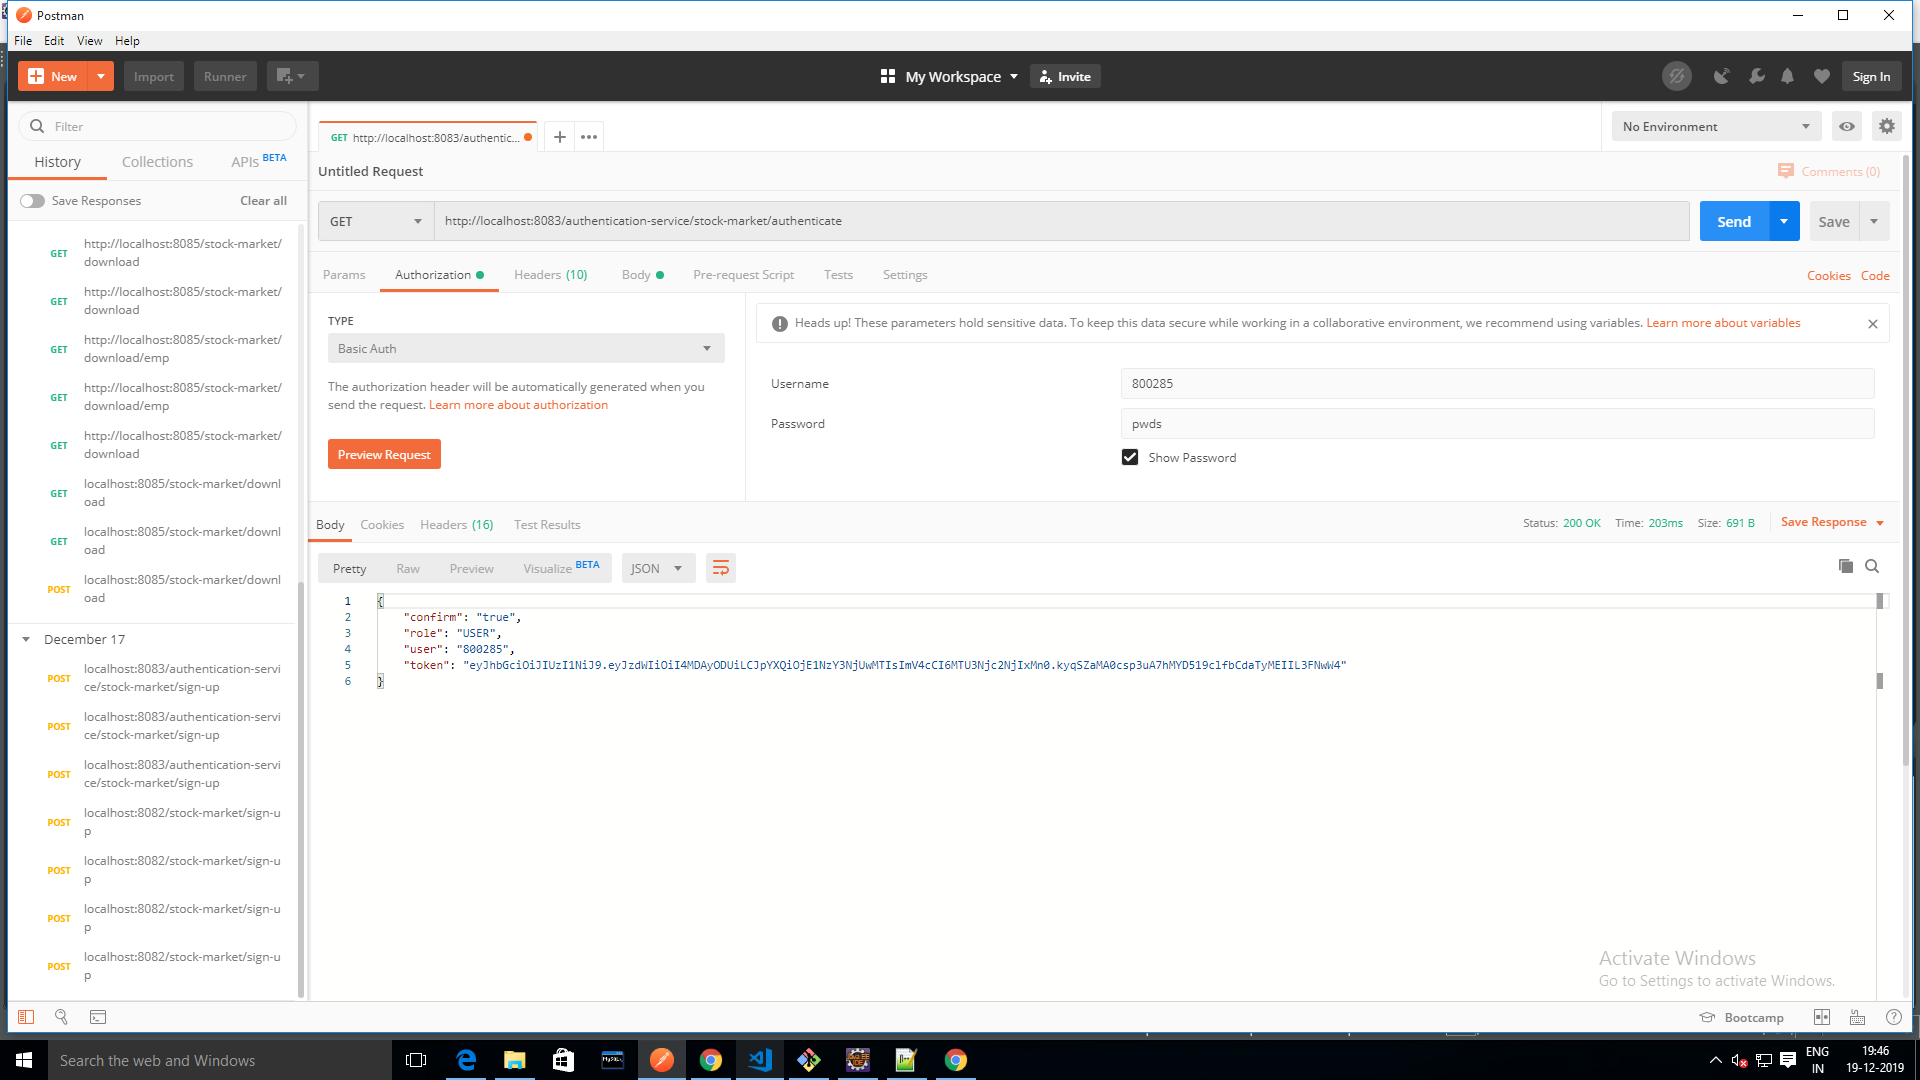 Postman
File Edit View Help
New Import Runner My Workspace Invite Sign In
Filter
History Collections APIs BETA
Save Responses Clear all
GET http://localhost:8085/stock-market/
download
GET http://localhost:8085/stock-market/
download
GET http://localhost:8085/stock-market/
download/emp
GET http://localhost:8085/stock-market/
download/emp
GET http://localhost:8085/stock-market/
download
GET localhost:8085/stock-market/downl
oad
GET localhost:8085/stock-market/downl
oad
POST localhost:8085/stock-market/downl
oad
December 17
POST localhost:8083/authentication-servi
ce/stock-market/sign-up
POST localhost:8083/authentication-servi
ce/stock-market/sign-up
POST localhost:8083/authentication-servi
ce/stock-market/sign-up
POST localhost:8082/stock-market/sign-u
p
POST localhost:8082/stock-market/sign-u
p
POST localhost:8082/stock-market/sign-u
p
POST localhost:8082/stock-market/sign-u
p
GET http://localhost:8083/authentic...
No Environment
Untitled Request
Comments (0)
GET http://localhost:8083/authentication-service/stock-market/authenticate Send Save
Params Authorization Headers (10) Body Pre-request Script Tests Settings Cookies Code
TYPE
Basic Auth
The authorization header will be automatically generated when you
send the request. Learn more about authorization
Preview Request
Heads up! These parameters hold sensitive data. To keep this data secure while working in a collaborative environment, we recommend using variables. Learn more about variables
Username 800285
Password pwds
Show Password
Body Cookies Headers (16) Test Results Status: 200 OK Time: 203ms Size: 691 B Save Response
Pretty Raw Preview Visualize BETA JSON
1 {
2 "confirm": "true",
3 "role": "USER",
4 "user": "800285",
5 "token": "eyJhbGciOiJIUzI1NiJ9.eyJzdWIiOiI4MDAyODUiLCJpYXQiOjE1NzY3NjUwMTIsImV4cCI6MTU3Njc2NjIxMn0.kyqSZaMA0csp3uA7hMYD519clfbCdaTyMEIIL3FNwW4"
6 }
Activate Windows
Go to Settings to activate Windows.
Bootcamp
Search the web and Windows
ENG
IN
19:46
19-12-2019